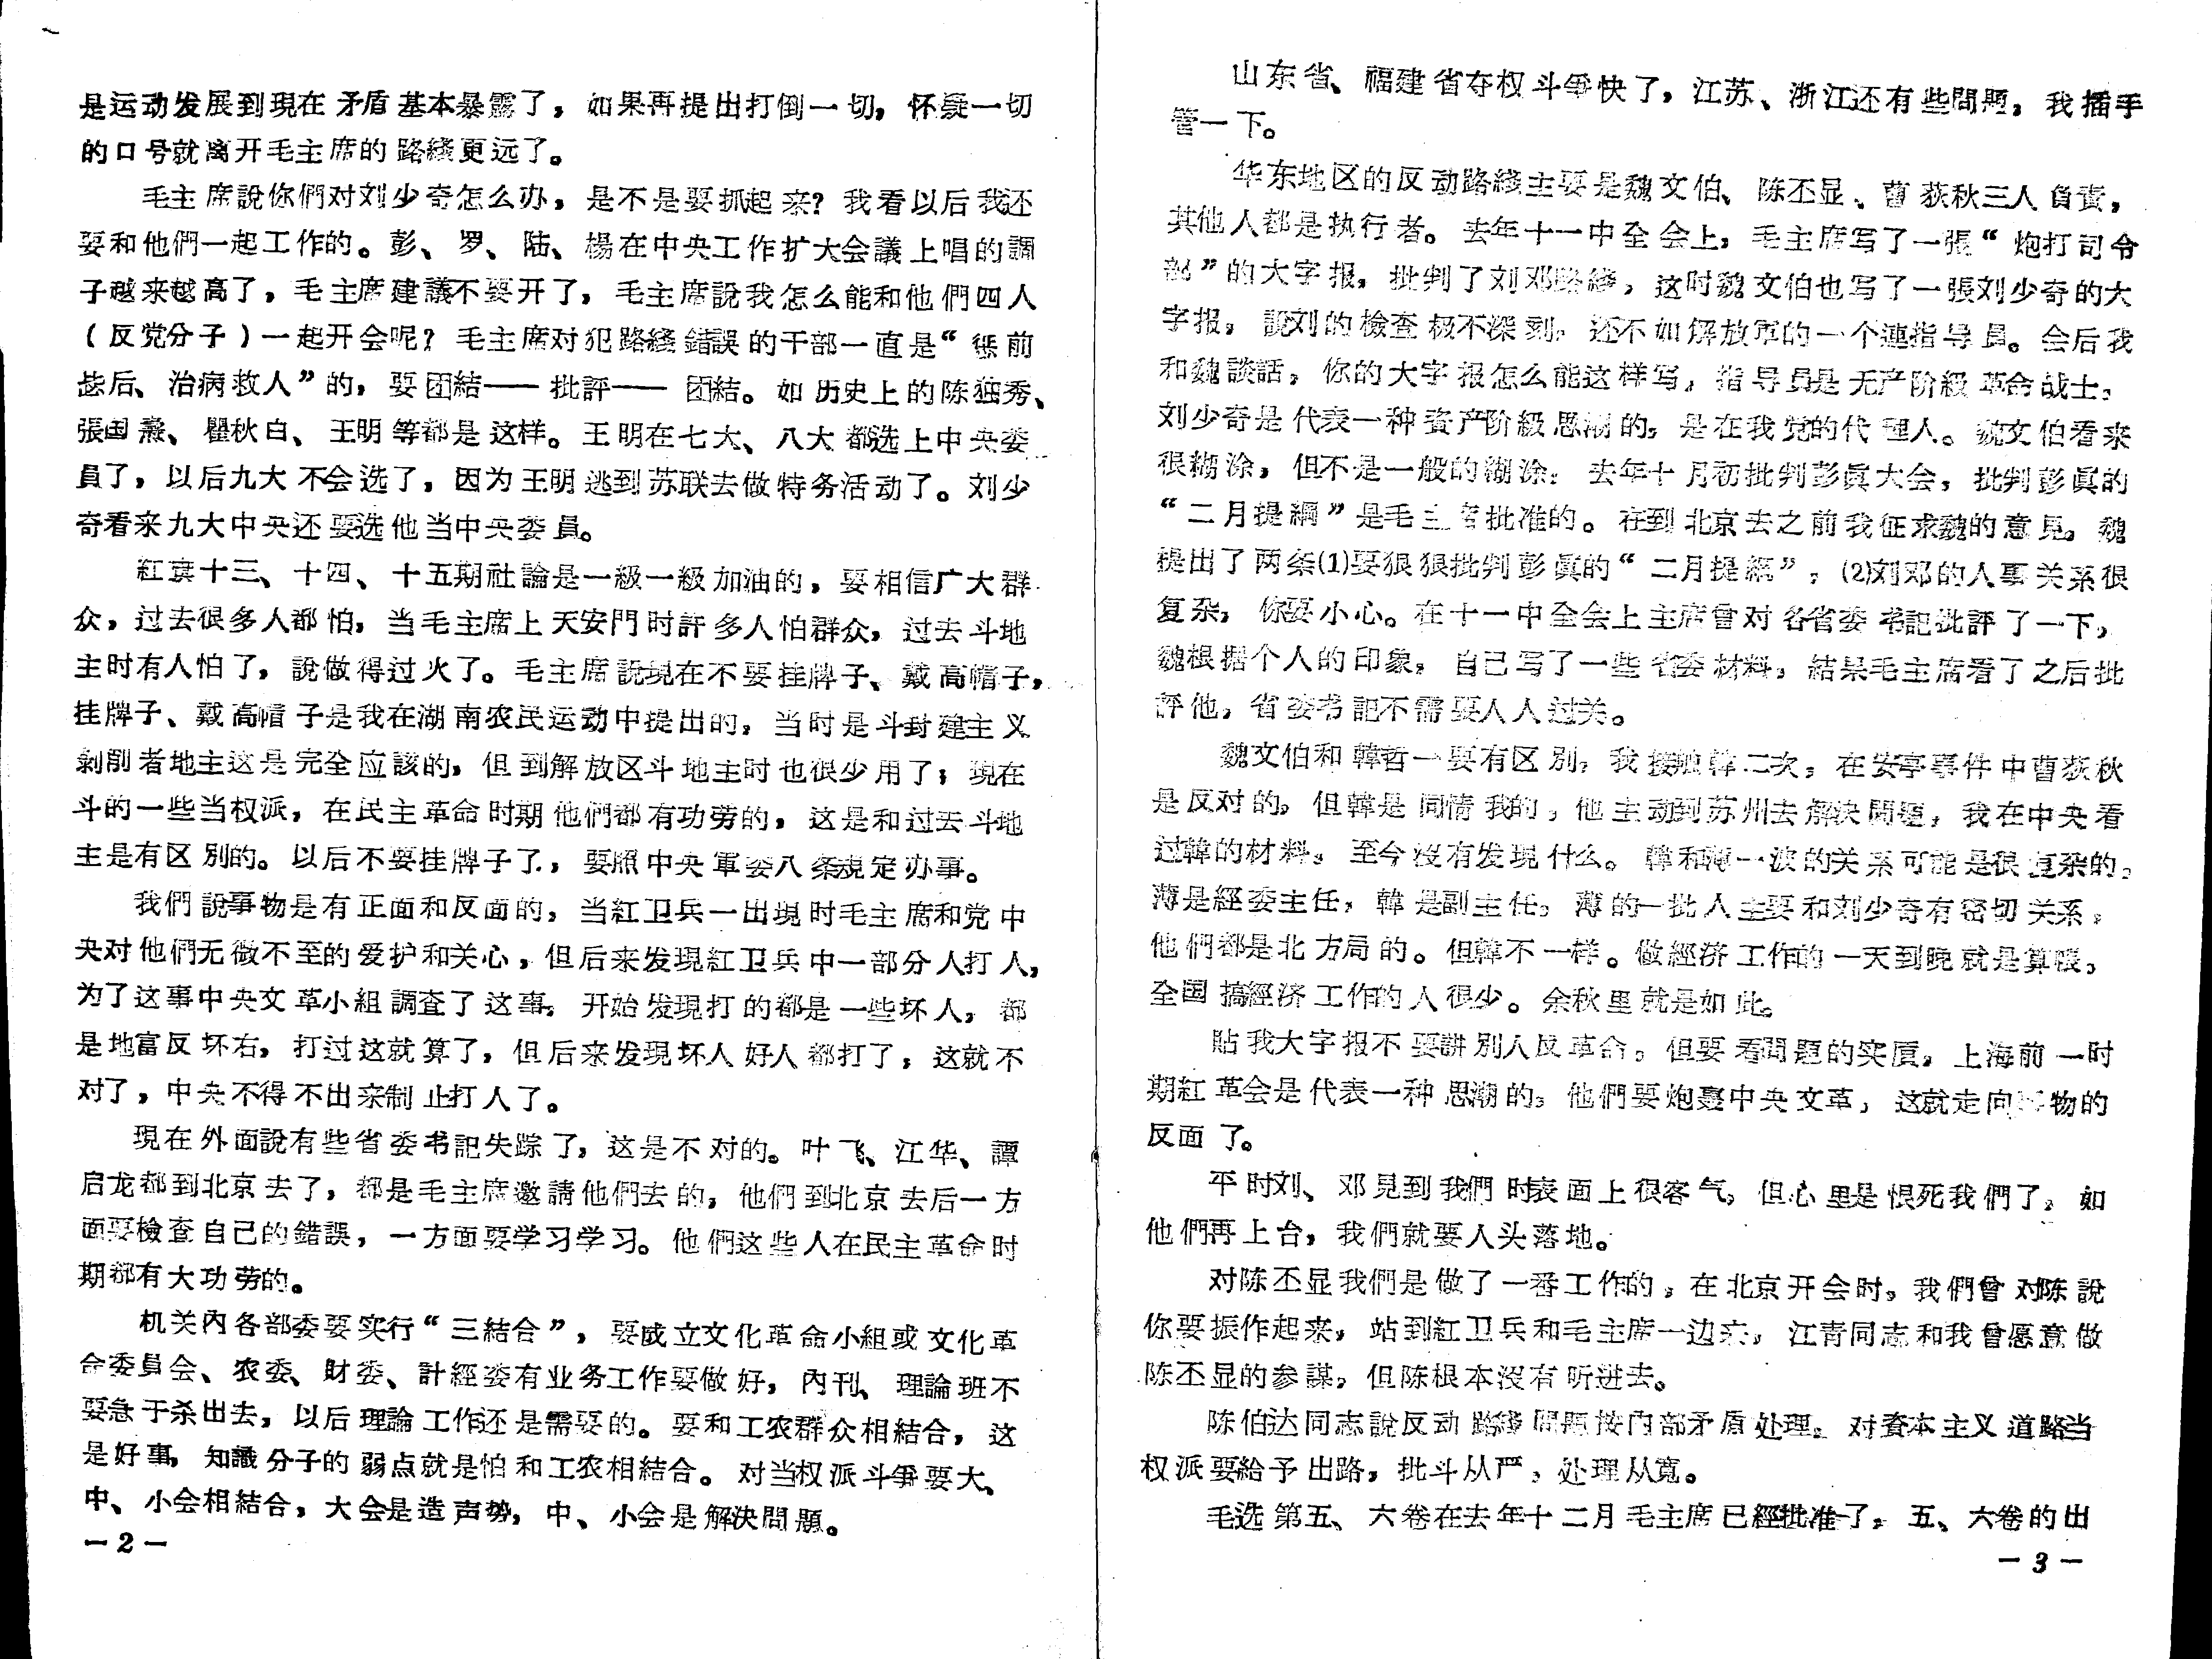 是运动发展到現在矛盾基本暴露了，如果再提出打倒一切，怀疑一切
的口号就离开毛主席的路綫更远了。
毛主席說你們对刘少奇怎么办，是不是要抓起来？我看以后我还
要和他們一起工作的。彭、罗、陆、楊在中央工作扩大会議上唱的調
子越来越高了，毛主席建議不要开了，毛主席說我怎么能和他們四人
（反党分子）一起开会呢？毛主席对犯路綫錯誤的干部一直是“惩前
毖后、治病救人”的，要团結——批評——团結。如历史上的陈独秀、
張国燾、瞿秋白、王明等都是这样。王明在七大、八大都选上中央委
員了，以后九大不会选了，因为王明逃到苏联去做特务活动了。刘少
奇看来九大中央还要选他当中央委員。
紅旗十三、十四、十五期社論是一級一級加油的，要相信广大群
众，过去很多人都怕，当毛主席上天安門时許多人怕群众，过去斗地
主时有人怕了，說做得过火了。毛主席說現在不要挂牌子、戴高帽子，
挂牌子、戴高帽子是我在湖南农民运动中提出的，当时是斗封建主义
剝削者地主这是完全应該的，但到解放区斗地主时也很少用了；現在
斗的一些当权派，在民主革命时期他們都有功劳的，这是和过去斗地
主是有区別的。以后不要挂牌子了，要照中央軍委八条規定办事。
我們說事物是有正面和反面的，当紅卫兵一出現时毛主席和党中
央对他們无微不至的爱护和关心，但后来发現紅卫兵中一部分人打人，
为了这事中央文革小組調查了这事，开始发現打的都是一些坏人，都
是地富反坏右，打过这就算了，但后来发現坏人好人都打了，这就不
对了，中央不得不出来制止打人了。
現在外面說有些省委书記失踪了，这是不对的。叶飞、江华、譚
启龙都到北京去了，都是毛主席邀請他們去的，他們到北京去后一方
面要檢查自己的錯誤，一方面要学习学习。他們这些人在民主革命时
期都有大功劳的。
机关內各部委要实行“三結合”，要成立文化革命小組或文化革
命委員会、农委、財委、計經委有业务工作要做好，內刊、理論班不
要急于杀出去，以后理論工作还是需要的。要和工农群众相結合，这
是好事，知識分子的弱点就是怕和工农相結合。对当权派斗爭要大、
中、小会相結合，大会是造声勢，中、小会是解决問題。
—2—
山东省、福建省夺权斗爭快了，江苏、浙江还有些問題，我插手
管一下。
华东地区的反动路綫主要是魏文伯、陈丕显、曹荻秋三人負責，
其他人都是执行者。去年十一中全会上，毛主席写了一張“炮打司令
部”的大字报，批判了刘邓路綫，这时魏文伯也写了一張刘少奇的大
字报，說刘的檢查极不深刻，还不如解放軍的一个連指导員。会后我
和魏談話，你的大字报怎么能这样写，指导員是无产阶級革命战士，
刘少奇是代表一种資产阶級思潮的，是在我党的代理人。魏文伯看来
很糊涂，但不是一般的糊涂，去年十月初批判彭眞大会，批判彭眞的
“二月提綱”是毛主席批准的。在到北京去之前我征求魏的意見。魏
提出了两条(1)要狠狠批判彭眞的“二月提綱”，(2)刘邓的人事关系很
复杂，你要小心。在十一中全会上主席曾对各省委书記批評了一下，
魏根据个人的印象，自己写了一些省委材料，結果毛主席看了之后批
評他，省委书記不需要人人过关。
魏文伯和韓哲一要有区別，我接触韓二次，在安亭事件中曹荻秋
是反对的，但韓是同情我的，他主动到苏州去解决問題，我在中央看
过韓的材料，至今沒有发現什么。韓和薄一波的关系可能是很复杂的。
薄是經委主任，韓是副主任。薄的一批人主要和刘少奇有密切关系，
他們都是北方局的。但韓不一样。做經济工作的一天到晚就是算賬，
全国搞經济工作的人很少。余秋里就是如此。
貼我大字报不要讲別人反革命，但要看問題的实质，上海前一时
期紅革会是代表一种思潮的，他們要炮轰中央文革，这就走向事物的
反面了。
平时刘、邓見到我們时表面上很客气，但心里是恨死我們了，如
他們再上台，我們就要人头落地。
对陈丕显我們是做了一番工作的，在北京开会时，我們曾对陈說
你要振作起来，站到紅卫兵和毛主席一边来，江青同志和我曾愿意做
陈丕显的参謀，但陈根本沒有听进去。
陈伯达同志說反动路綫問題按內部矛盾处理。对資本主义道路当
权派要給予出路，批斗从严，处理从寬。
毛选第五、六卷在去年十二月毛主席已經批准了，五、六卷的出
—3—